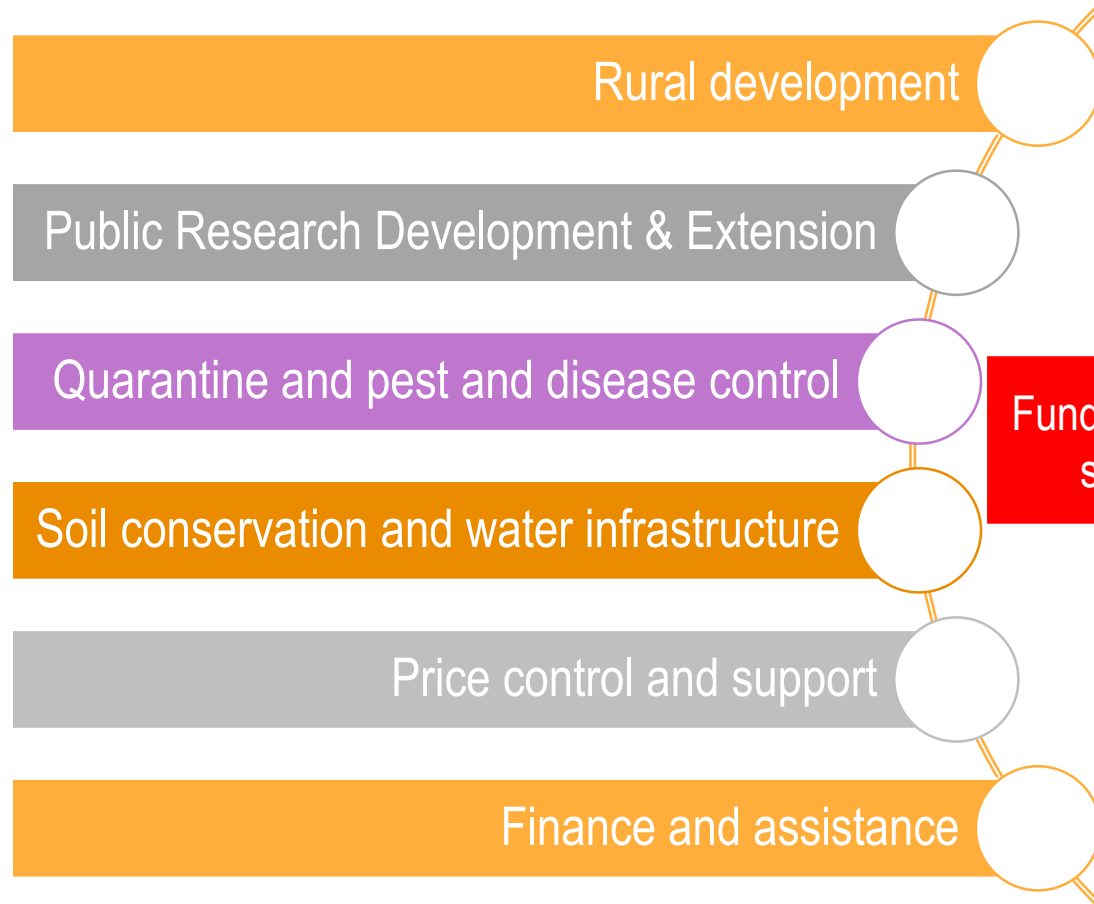 Rural development
Public Research Development & Extension
Quarantine and pest and disease control
Soil conservation and water infrastructure
Price control and support
Finance and assistance